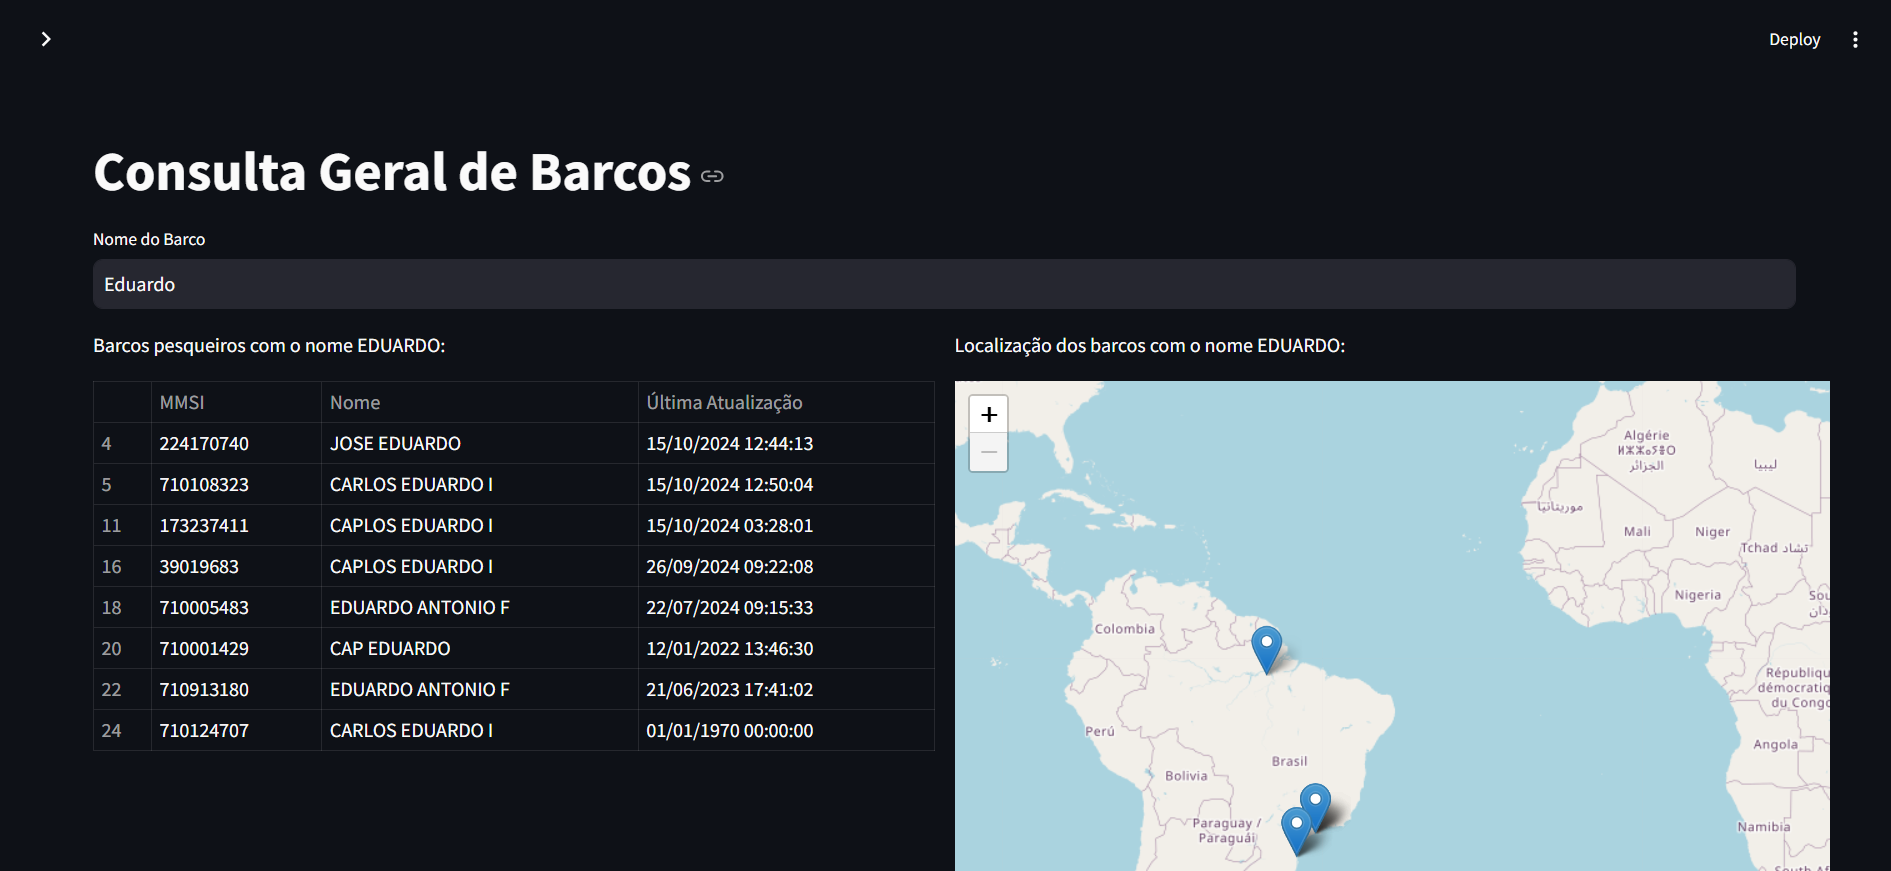 Deploy
Consulta Geral de Barcos
Nome do Barco
Eduardo
Barcos pesqueiros com o nome EDUARDO:
MMSI Nome Última Atualização
4 224170740 JOSE EDUARDO 15/10/2024 12:44:13
5 710108323 CARLOS EDUARDO I 15/10/2024 12:50:04
11 173237411 CAPLOS EDUARDO I 15/10/2024 03:28:01
16 39019683 CAPLOS EDUARDO I 26/09/2024 09:22:08
18 710005483 EDUARDO ANTONIO F 22/07/2024 09:15:33
20 710001429 CAP EDUARDO 12/01/2022 13:46:30
22 710913180 EDUARDO ANTONIO F 21/06/2023 17:41:02
24 710124707 CARLOS EDUARDO I 01/01/1970 00:00:00
Localização dos barcos com o nome EDUARDO:
+
−
Algérie
ⵍⵣⵣⴰⵢⴻⵔ
الجزائر
ليبيا
موريتانيا
Mali
Niger
Tchad تشاد
Nigeria
Colombia
Républiqu
démocratiq
du Congo
Perú
Angola
Brasil
Bolivia
Paraguay /
Paraguái
Namibia